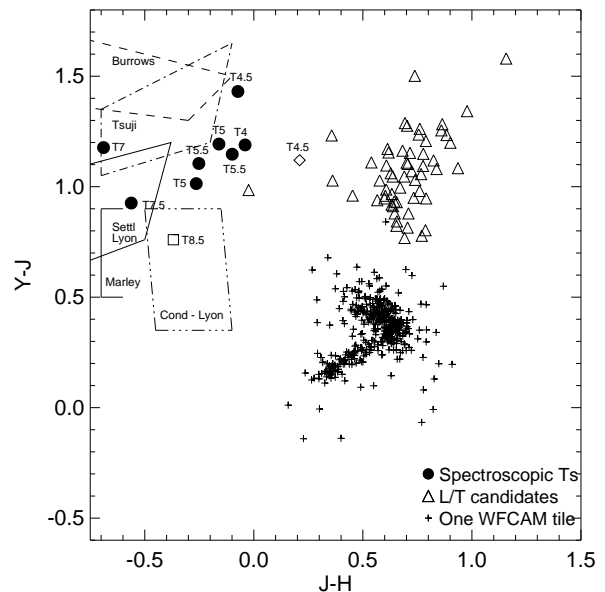 1.5
1.0
0.5
0.0
-0.5
Y-J
Burrows
T4.5
Tsuji
T7
T5
T4
T5.5
T5.5
T4.5
T5
Settl
Lyon
T8.5
Marley
Cond - Lyon
Spectroscopic Ts
L/T candidates
One WFCAM tile
-0.5
0.0
0.5
1.0
1.5
J-H